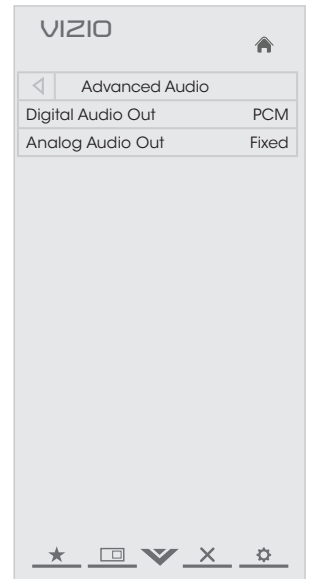 VIZIO
Advanced Audio
Digital Audio Out PCM
Analog Audio Out Fixed